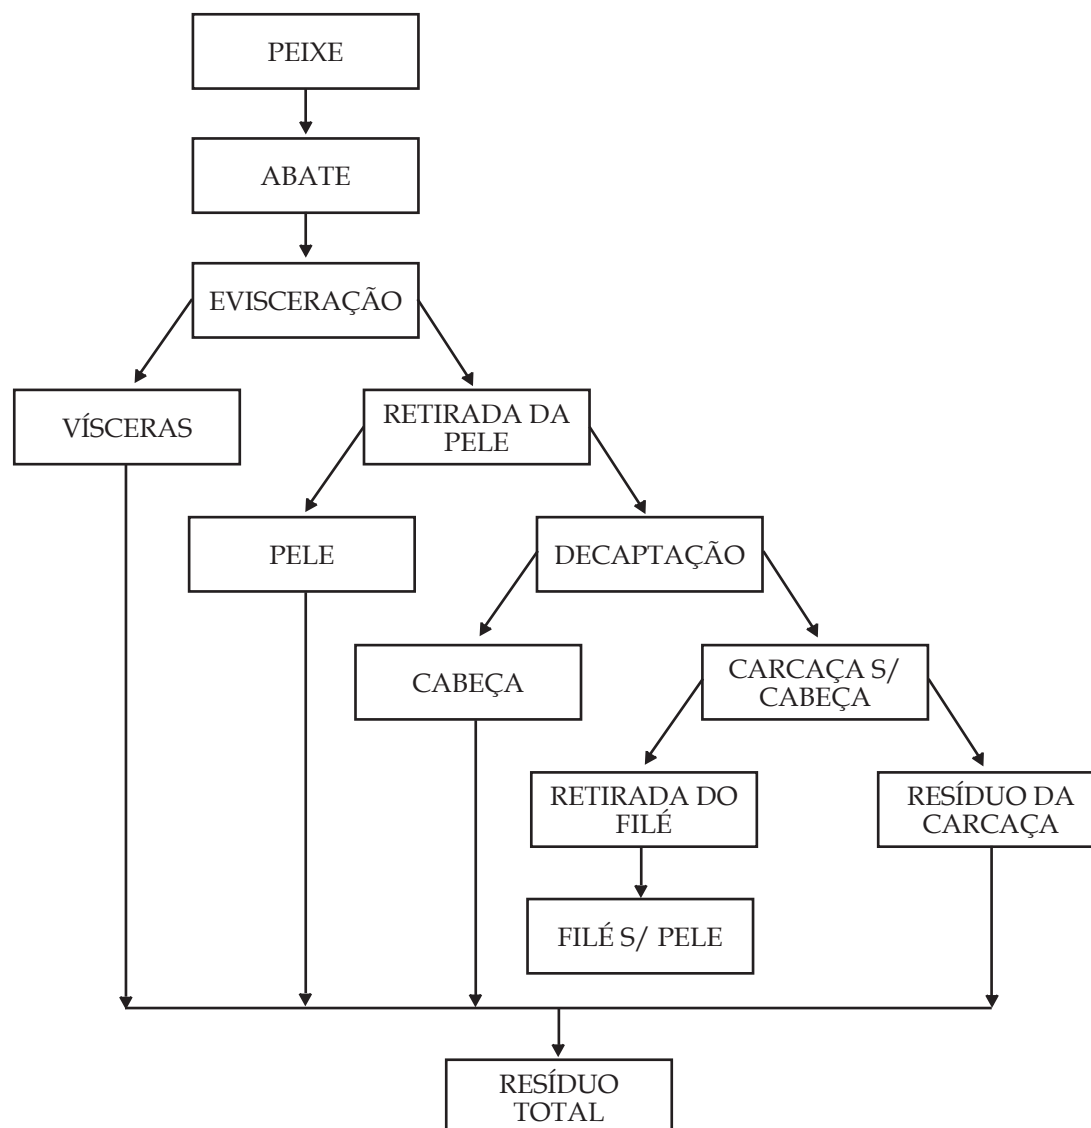 PEIXE
ABATE
EVISCERAÇÃO
VÍSCERAS
RETIRADA DA
PELE
PELE
DECAPTAÇÃO
CABEÇA
CARCAÇA S/
CABEÇA
RETIRADA DO
FILÉ
RESÍDUO DA
CARCAÇA
FILÉ S/ PELE
RESÍDUO
TOTAL